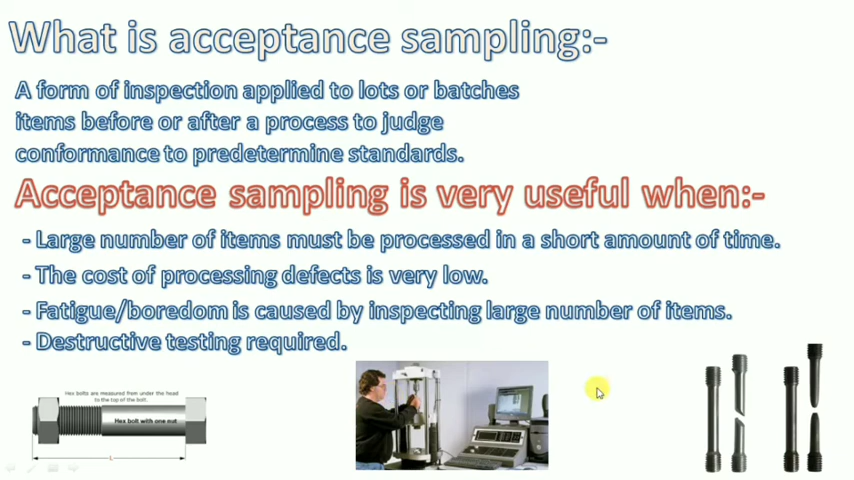 What is acceptance sampling:-
A form of inspection applied to lots or batches
items before or after a process to judge
conformance to predetermine standards.
Acceptance sampling is very useful when:-
- Large number of items must be processed in a short amount of time.
- The cost of processing defects is very low.
- Fatigue/boredom is caused by inspecting large number of items.
- Destructive testing required.
Hex bolts are measured from under the head
to the top of the bolt.
Hex bolt with one nut
L